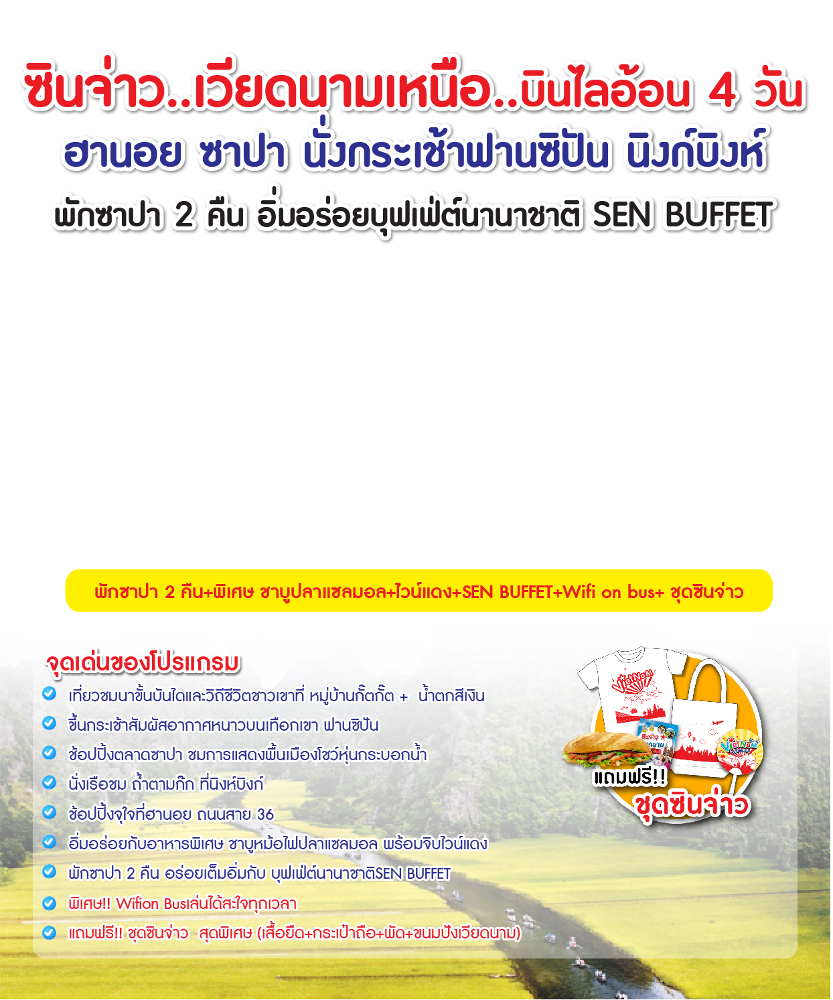 ซินจ่าว..เวียดนามเหนือ..บินไลอ้อน 4 วัน
ฮานอย ซาปา นั่งกระเช้าฟานซิปัน นิงก์บิงห์
พักซาปา 2 คืน อิ่มอร่อยบุฟเฟ่ต์นานาชาติ SEN BUFFET
พักซาปา 2 คืน+พิเศษ ชาบูปลาแซลมอล+ไวน์แดง+SEN BUFFET+Wifi on bus+ ชุดซินจ่าว
จุดเด่นของโปรแกรม
เที่ยวชมนาขั้นบันไดและวิถีชีวิตชาวเขาที่ หมู่บ้านก๊ตก๊ต + น้ำตกสีเงิน
ขึ้นกระเช้าสัมผัสอากาศหนาวบนเทือกเขา ฟานซิปัน
ช้อปปิ้งตลาดซาปา ชมการแสดงพื้นเมืองโชว์หุ่นกระบอกน้ำ
นั่งเรือชม ถ้ำตามก๊ก ที่นิงห์บิงก์
ช้อปปิ้งจุใจที่ฮานอย ถนนสาย 36
อิ่มอร่อยกับอาหารพิเศษ ชาบูหม้อไฟปลาแซลมอล พร้อมจิบไวน์แดง
พักซาปา 2 คืน อร่อยเต็มอิ่มกับ บุฟเฟ่ต์นานาชาติSEN BUFFET
พิเศษ!! Wifion Busเล่นได้สะใจทุกเวลา
แถมฟรี!! ชุดซินจ่าว สุดพิเศษ (เสื้อยืด+กระเป๋าถือ+พัด+ขนมปังเวียดนาม)
VietNaM
VietNaM
แถมฟรี!!
ชุดซินจ่าว